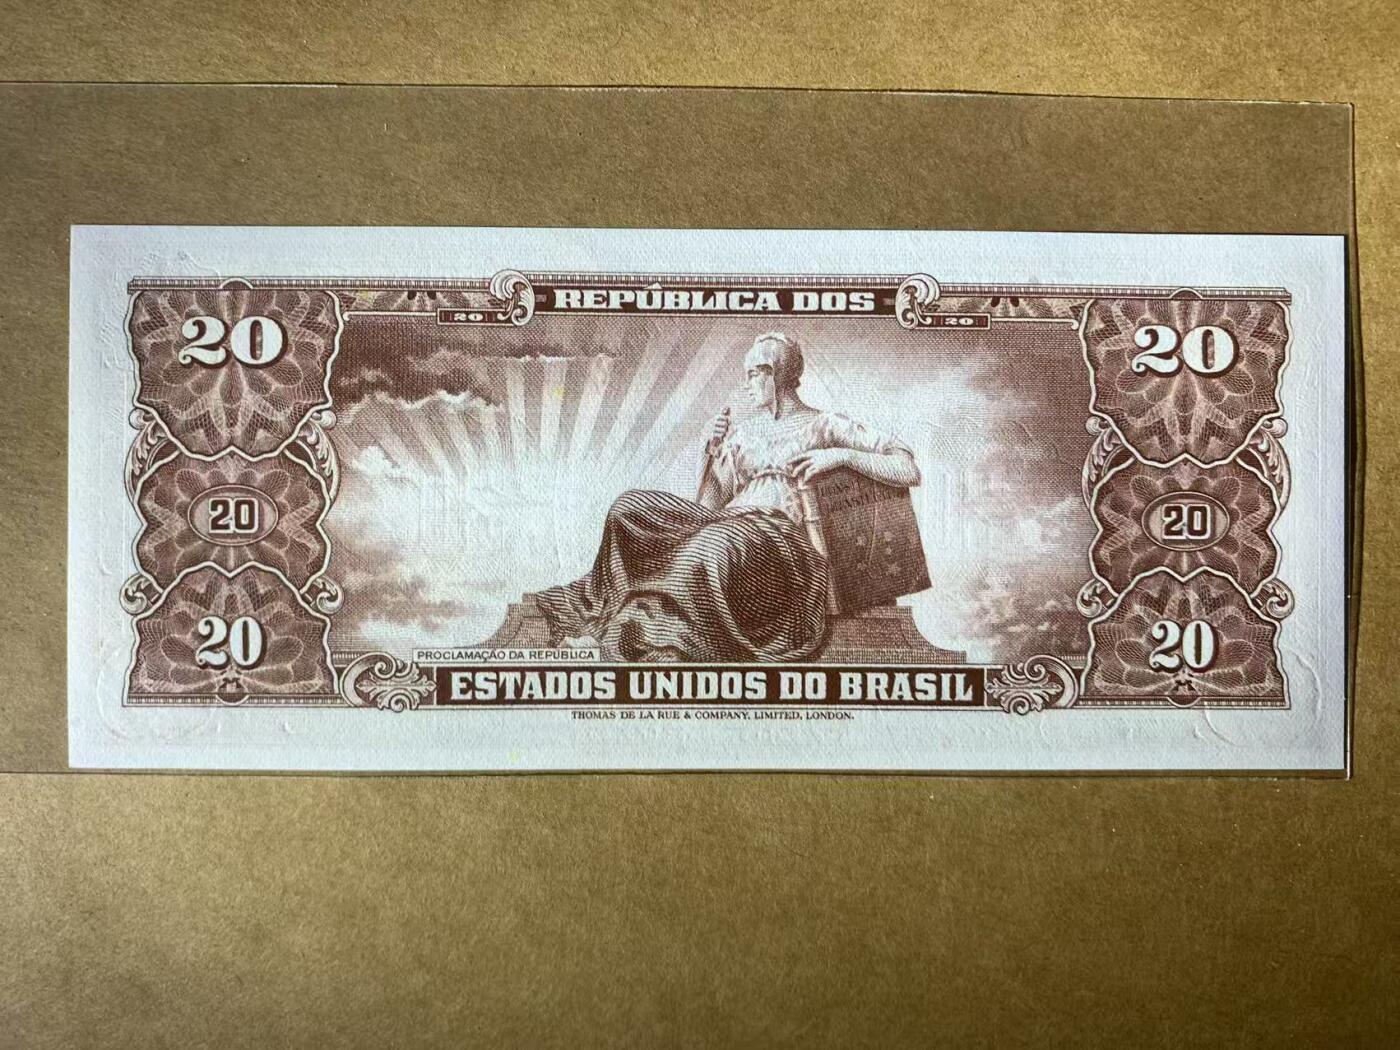 REPÚBLICA DOS
20 20
20 20
20 20
20 20
PROCLAMAÇÃO DA REPÚBLICA
ESTADOS UNIDOS DO BRASIL
THOMAS DE LA RUE & COMPANY, LIMITED, LONDON.